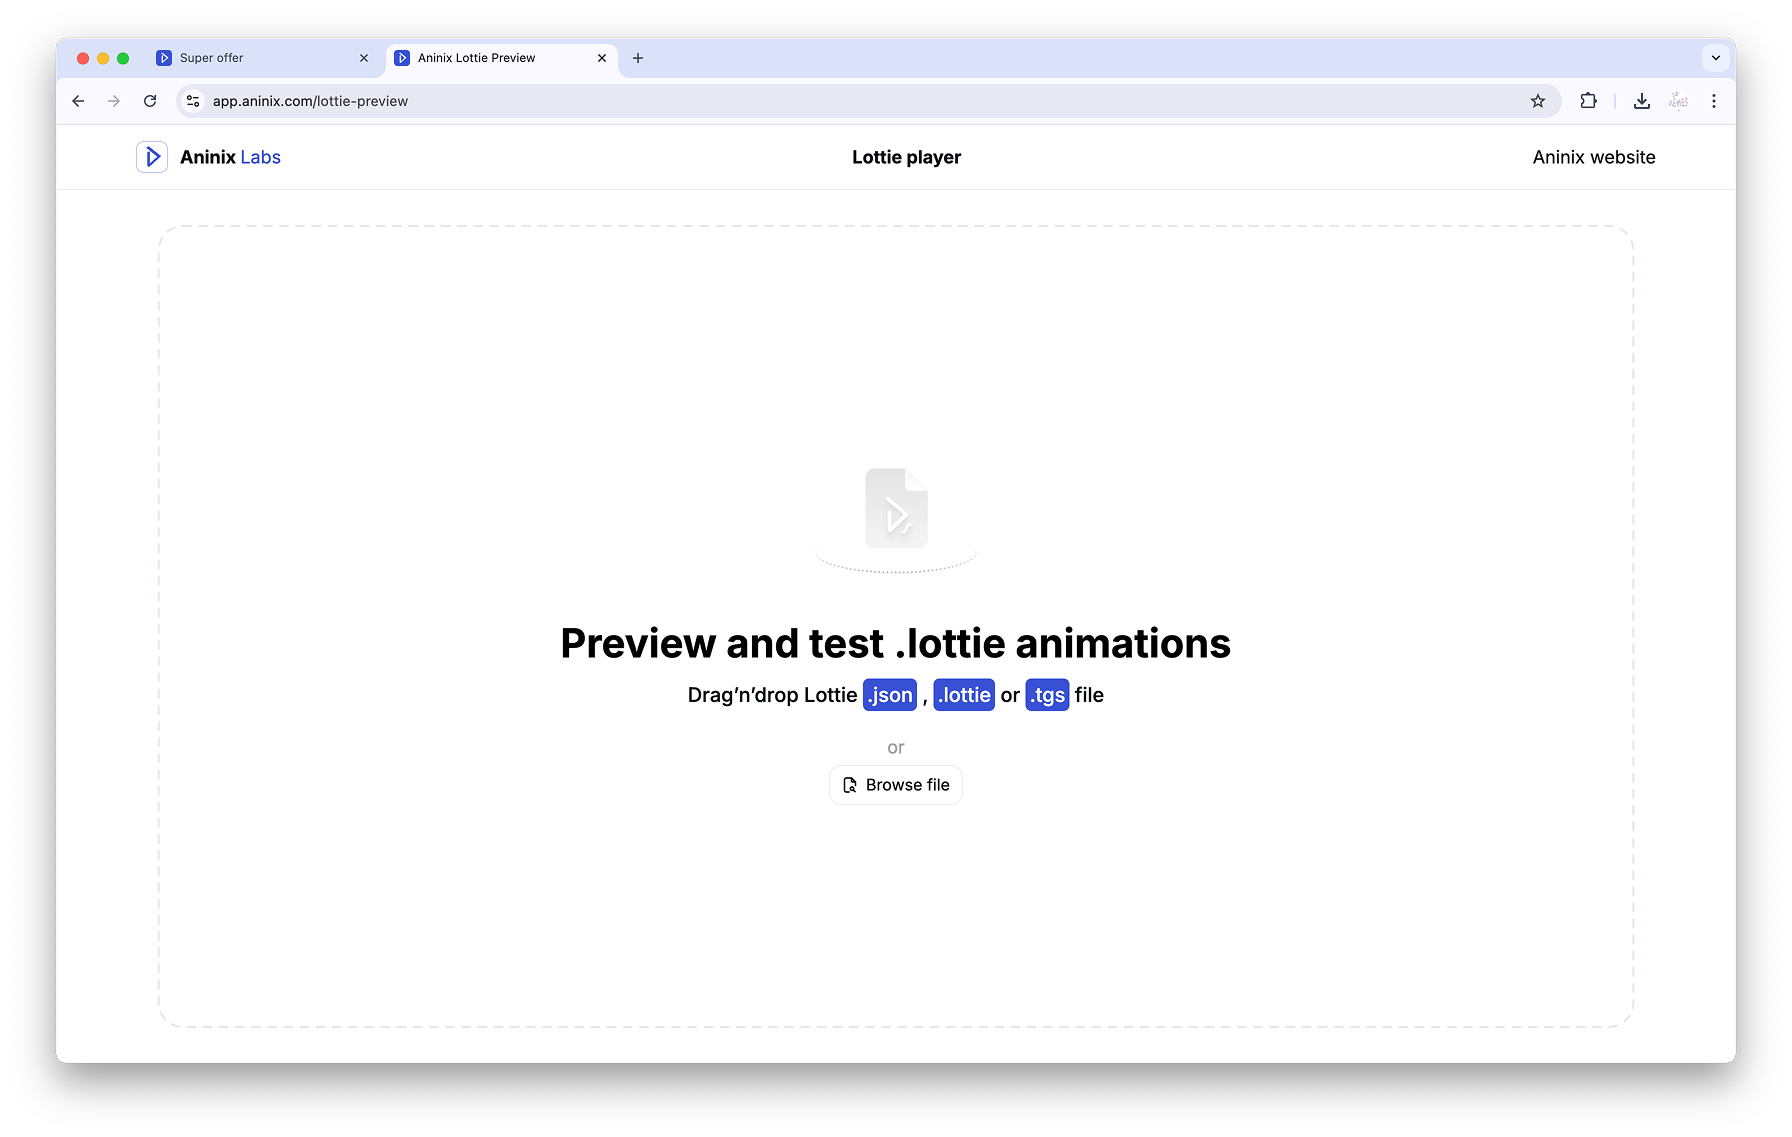 Super offer
Aninix Lottie Preview
app.aninix.com/lottie-preview
Aninix Labs
Lottie player
Aninix website
Preview and test .lottie animations
Drag’n’drop Lottie .json , .lottie or .tgs file
or
Browse file